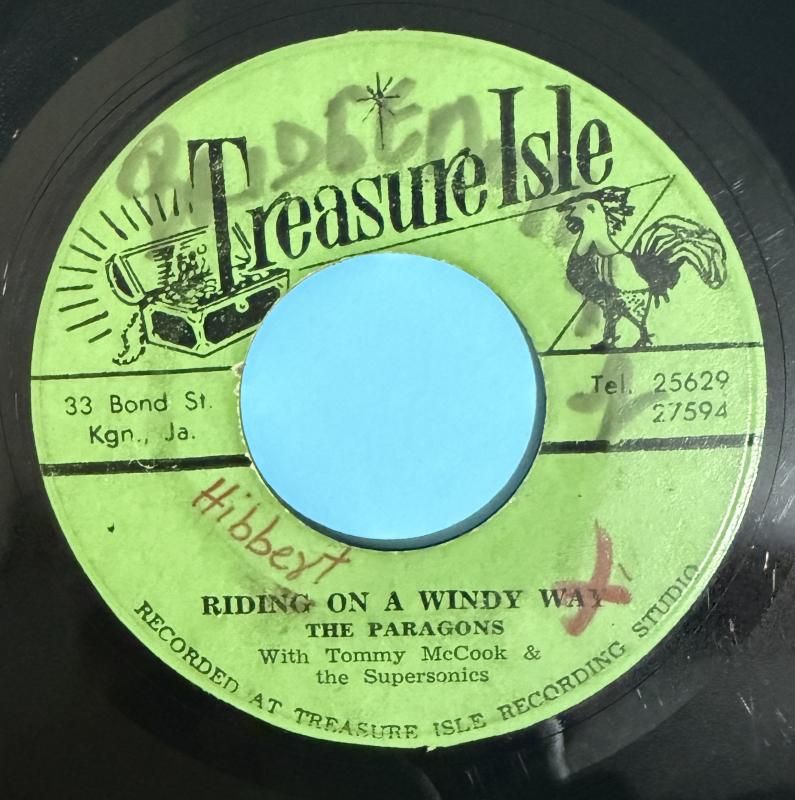 Treasure Isle
33 Bond St.
Kgn., Ja.
Tel. 25629
27594
Hibbert
RIDING ON A WINDY WAY
THE PARAGONS
With Tommy McCook &
the Supersonics
RECORDED AT TREASURE ISLE RECORDING STUDIO